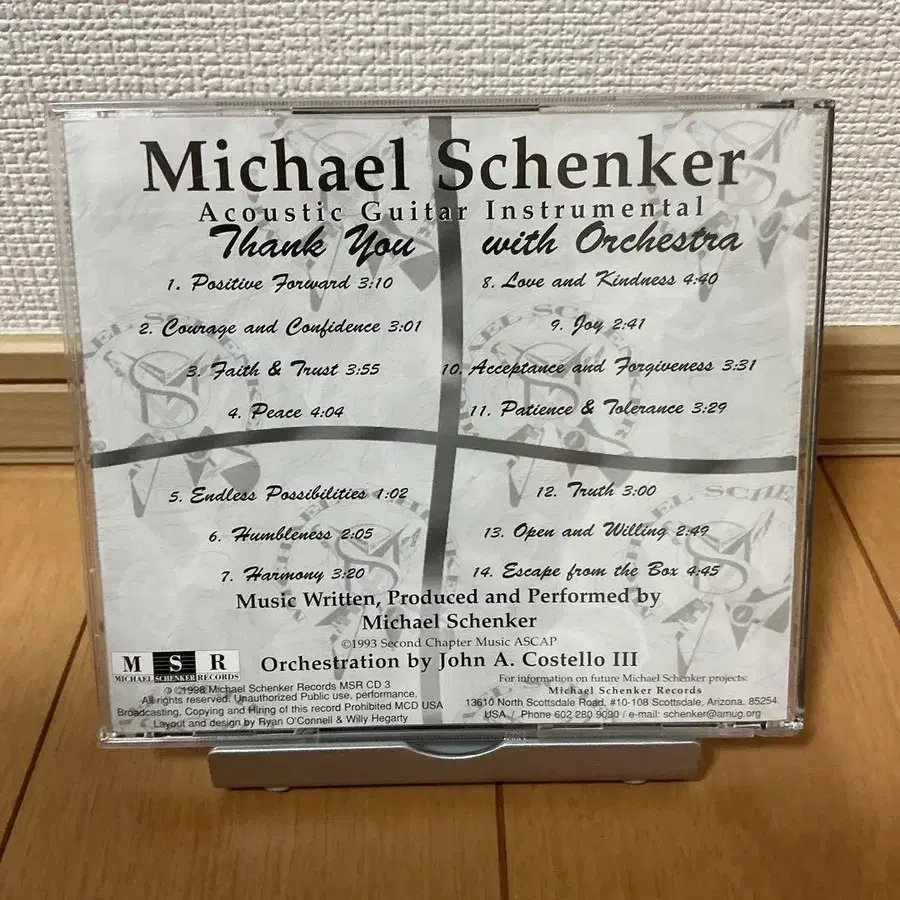 Michael Schenker
Acoustic Guitar Instrumental
Thank You with Orchestra
1. Positive Forward 3:10
2. Courage and Confidence 3:01
3. Faith & Trust 3:55
4. Peace 4:04
5. Endless Possibilities 1:02
6. Humbleness 2:05
7. Harmony 3:20
8. Love and Kindness 4:40
9. Joy 2:41
10. Acceptance and Forgiveness 3:31
11. Patience & Tolerance 3:29
12. Truth 3:00
13. Open and Willing 2:49
14. Escape from the Box 4:45
Music Written, Produced and Performed by
Michael Schenker
©1993 Second Chapter Music ASCAP
Orchestration by John A. Costello III
M S R
MICHAEL SCHENKER RECORDS
℗ ©1998 Michael Schenker Records MSR CD 3
All rights reserved. Unauthorized Public use, performance,
Broadcasting, Copying and Hiring of this record Prohibited MCD USA
Layout and design by Ryan O'Connell & Willy Hegarty
For information on future Michael Schenker projects:
Michael Schenker Records
13610 North Scottsdale Road, #10-108 Scottsdale, Arizona, 85254
USA Phone 602 280 9090 / e-mail: schenker@amug.org